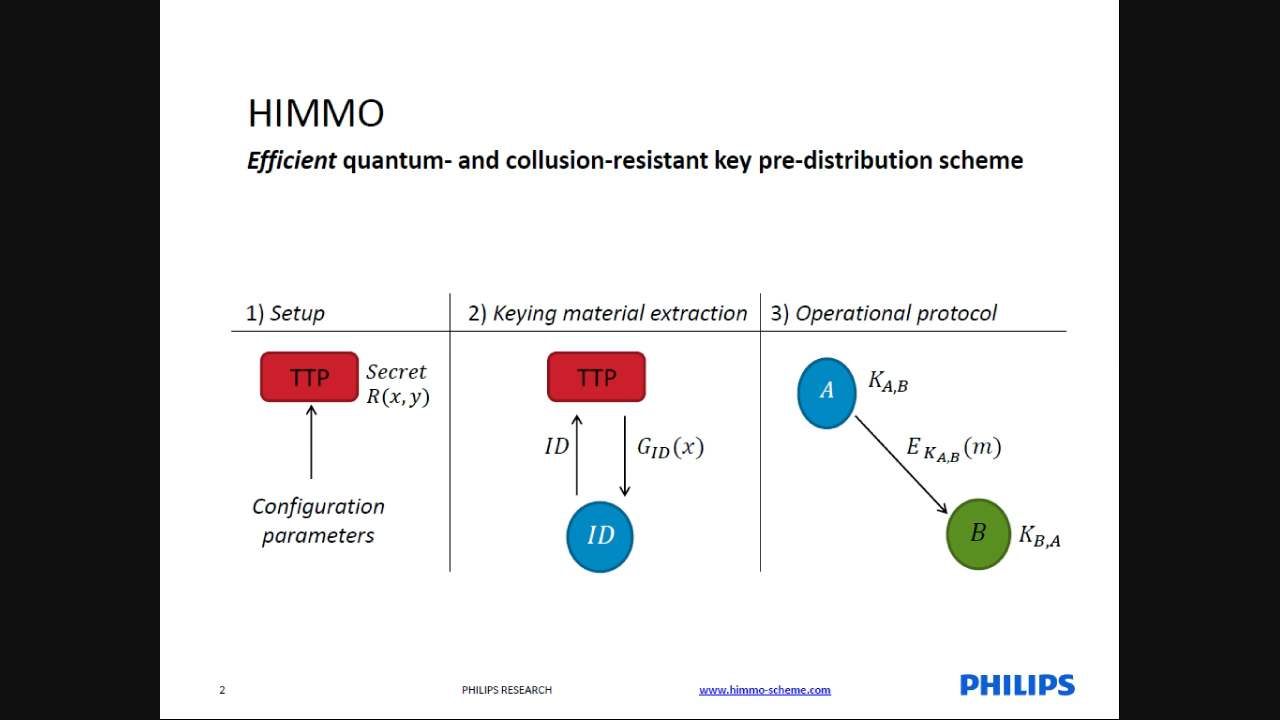 HIMMO
Efficient quantum- and collusion-resistant key pre-distribution scheme
1) Setup
2) Keying material extraction
3) Operational protocol
TTP
Secret
R(x, y)
Configuration
parameters
TTP
ID
G_ID(x)
ID
A
K_A,B
E_K_A,B(m)
B
K_B,A
2
PHILIPS RESEARCH
www.himmo-scheme.com
PHILIPS